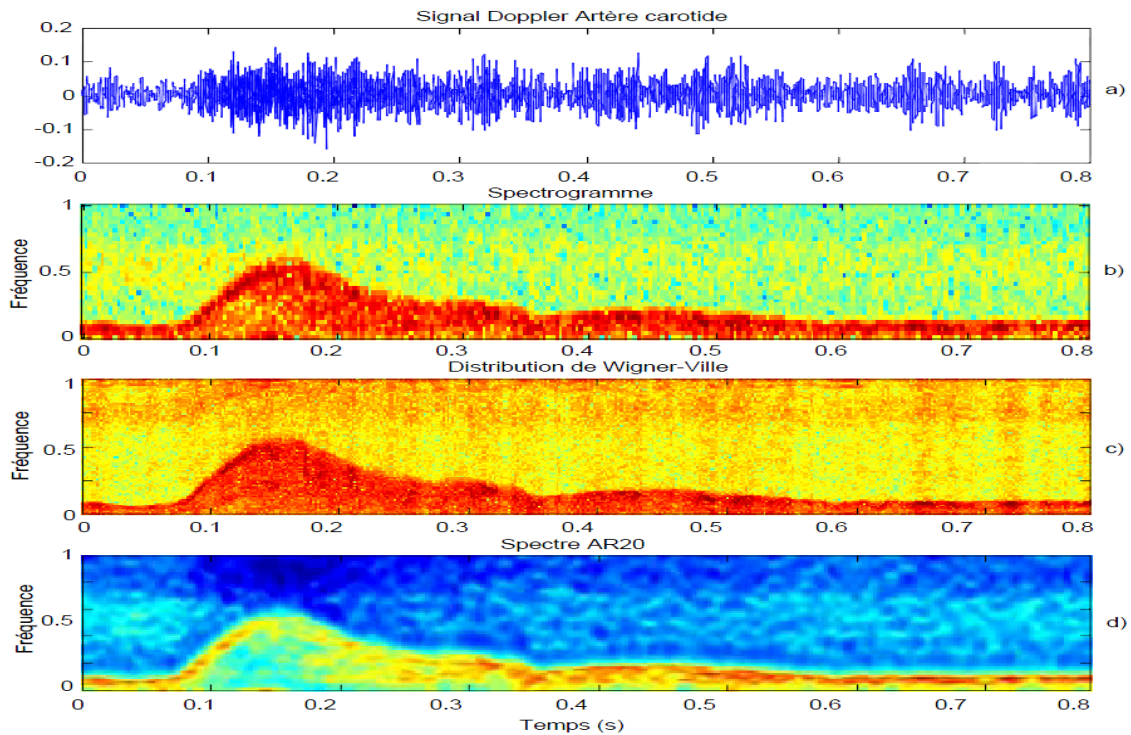 Signal Doppler Artère carotide
0.2
0.1
0
-0.1
-0.2
a)
0 0.1 0.2 0.3 0.4 0.5 0.6 0.7 0.8
Spectrogramme
1
0.5
0
Fréquence
b)
0 0.1 0.2 0.3 0.4 0.5 0.6 0.7 0.8
Distribution de Wigner-Ville
1
0.5
0
Fréquence
c)
0 0.1 0.2 0.3 0.4 0.5 0.6 0.7 0.8
Spectre AR20
1
0.5
0
Fréquence
d)
0 0.1 0.2 0.3 0.4 0.5 0.6 0.7 0.8
Temps (s)